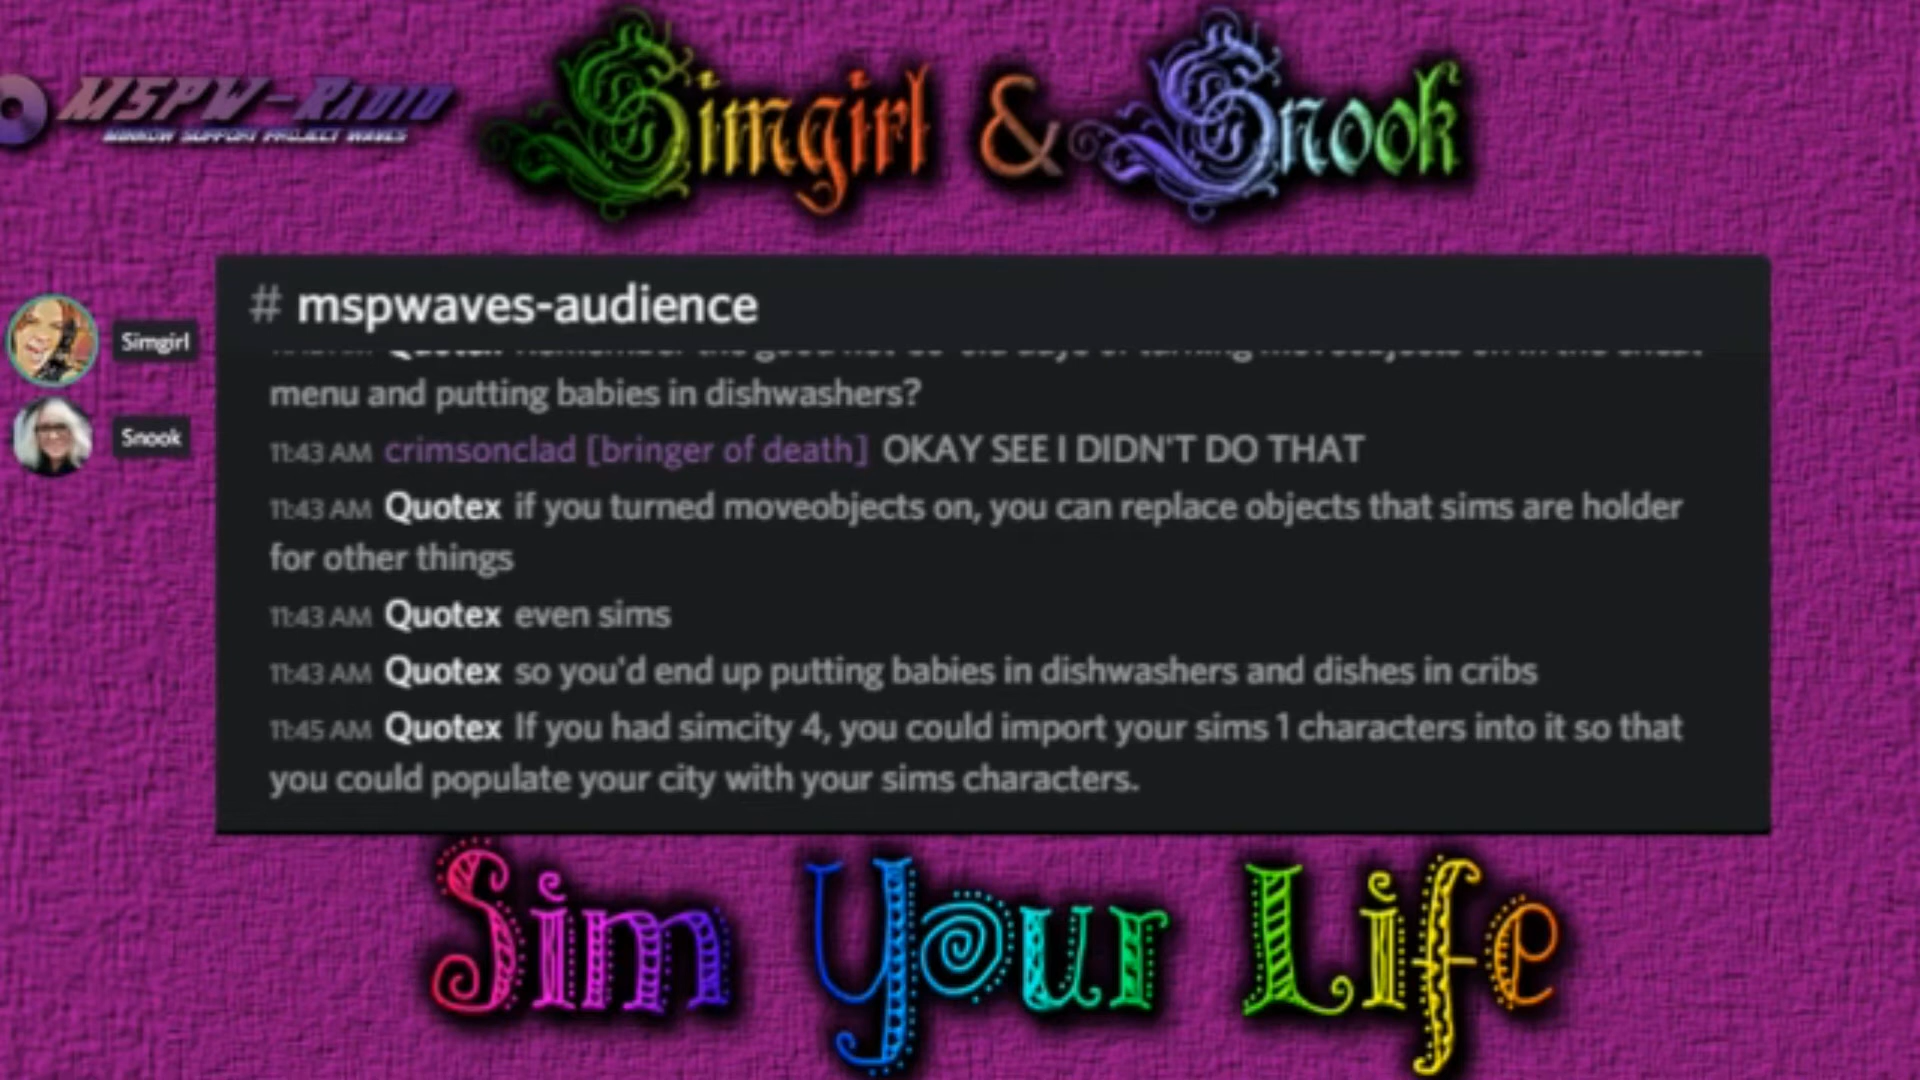 Simgirl & Snook
MSPW-Radio
MINKOW SUPPORT PROJECT WAVES
# mspwaves-audience
Simgirl
menu and putting babies in dishwashers?
Snook
11:43 AM crimsonclad [bringer of death] OKAY SEE I DIDN'T DO THAT
11:43 AM Quotex if you turned moveobjects on, you can replace objects that sims are holder
for other things
11:43 AM Quotex even sims
11:43 AM Quotex so you'd end up putting babies in dishwashers and dishes in cribs
11:45 AM Quotex If you had simcity 4, you could import your sims 1 characters into it so that
you could populate your city with your sims characters.
Sim Your Life